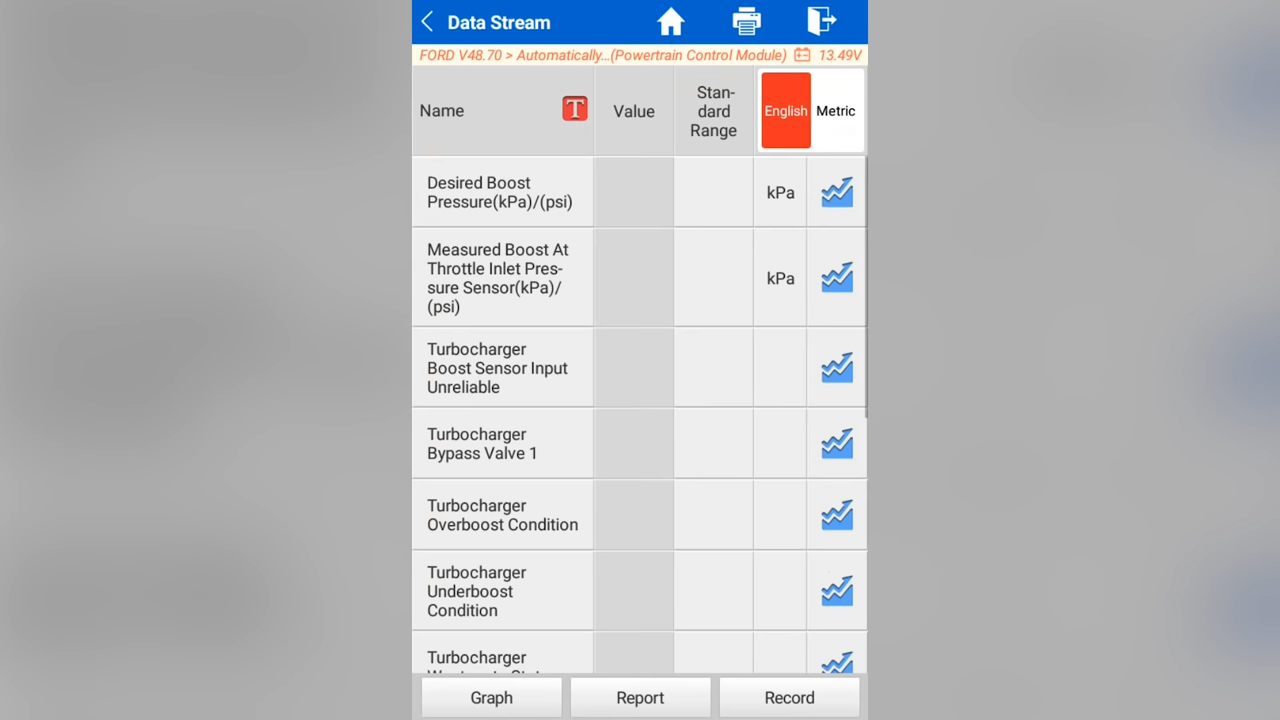 Data Stream
FORD V48.70 > Automatically...(Powertrain Control Module) 13.49V
Name
T
Value
Stan-
dard
Range
English
Metric
Desired Boost
Pressure(kPa)/(psi)
kPa
Measured Boost At
Throttle Inlet Pres-
sure Sensor(kPa)/
(psi)
kPa
Turbocharger
Boost Sensor Input
Unreliable
Turbocharger
Bypass Valve 1
Turbocharger
Overboost Condition
Turbocharger
Underboost
Condition
Turbocharger
Graph
Report
Record